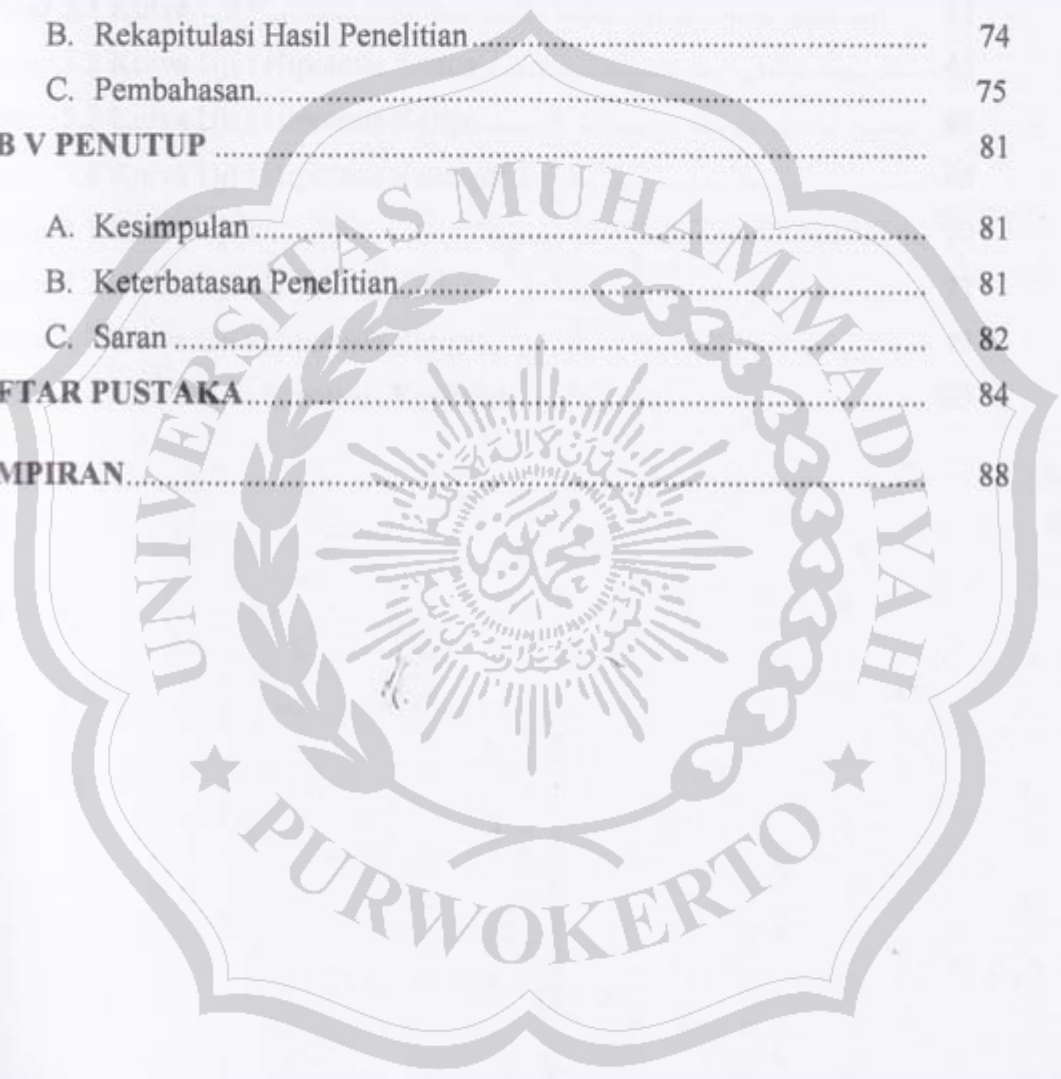 B. Rekapitulasi Hasil Penelitian ........ 74
C. Pembahasan ........ 75
B V PENUTUP ........ 81
A. Kesimpulan ........ 81
B. Keterbatasan Penelitian ........ 81
C. Saran ........ 82
FTAR PUSTAKA ........ 84
MPIRAN ........ 88
UNIVERSITAS MUHAMMADIYAH
PURWOKERTO